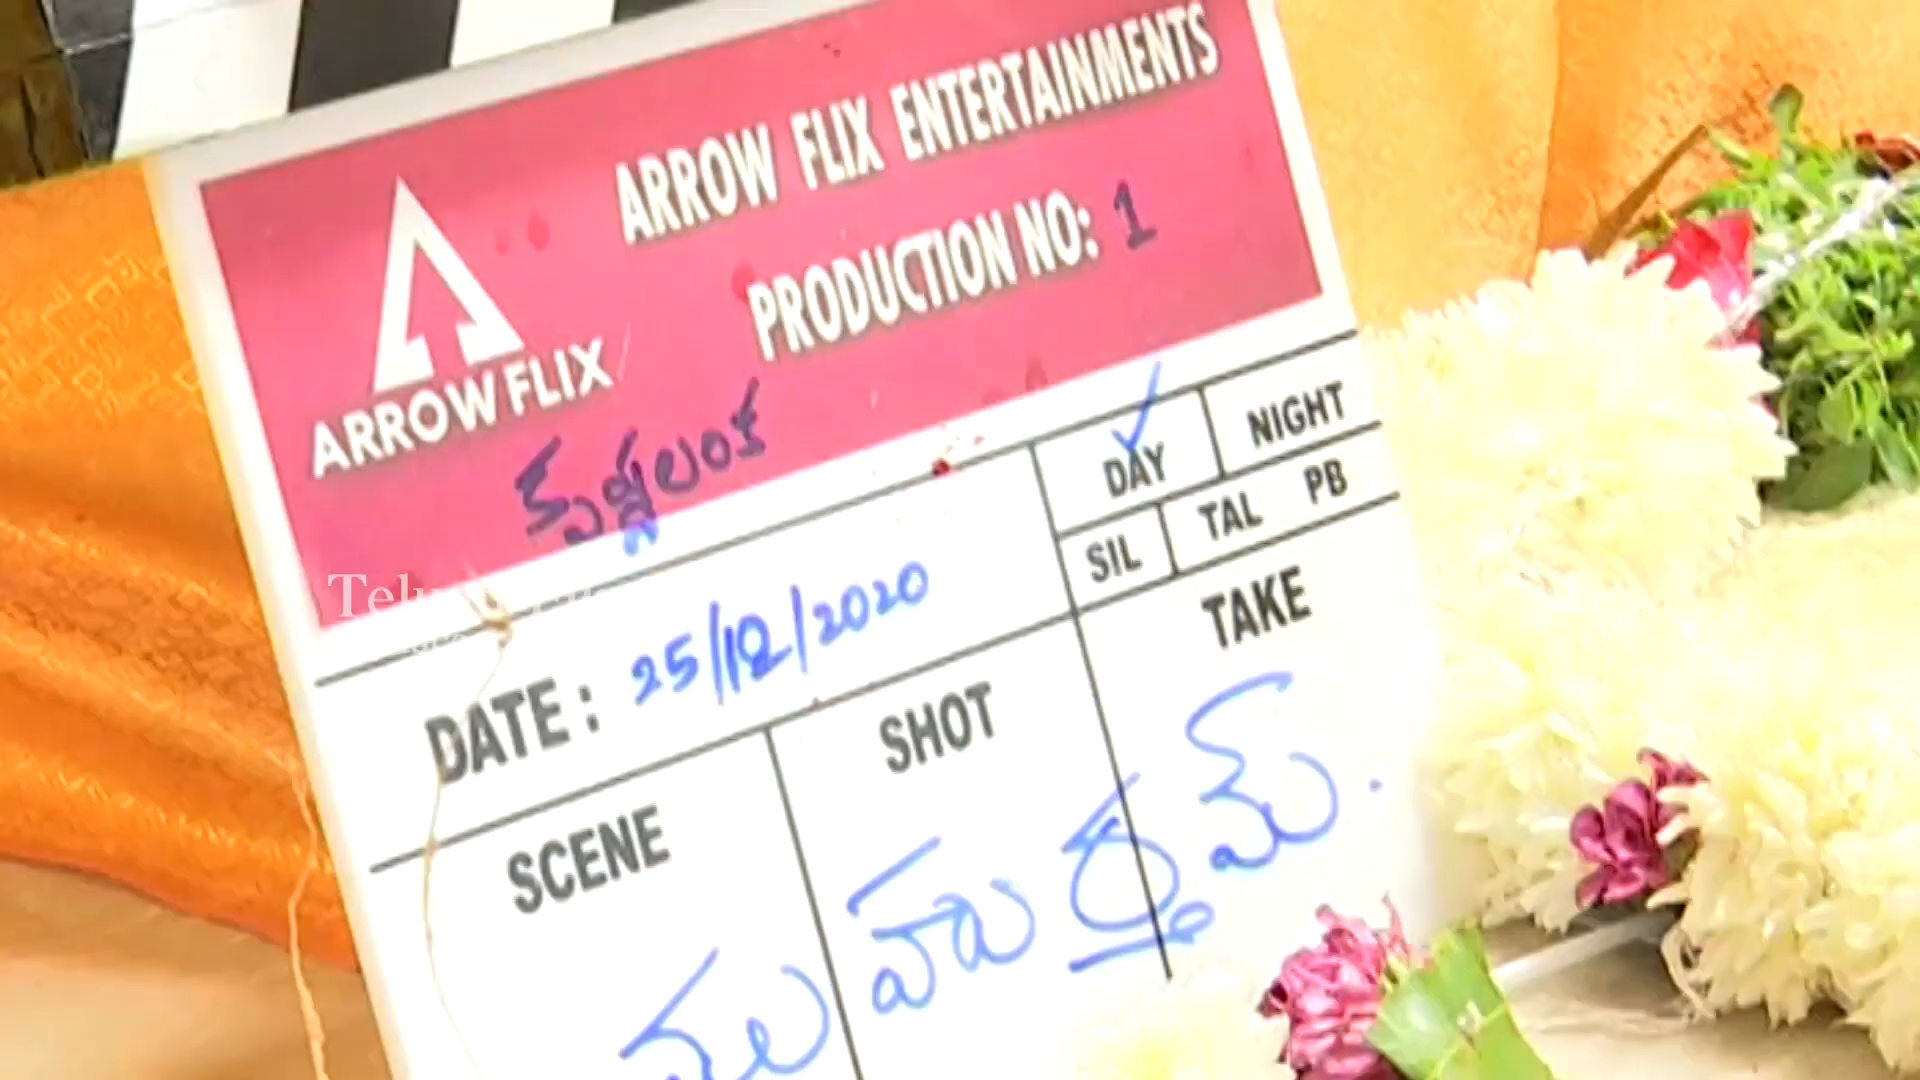 ARROW FLIX ENTERTAINMENTS
PRODUCTION NO: 1
ARROW FLIX
కృష్ణలంక
DAY NIGHT
SIL TAL PB
DATE : 25/12/2020
SCENE SHOT TAKE
ముహుర్తమ్.